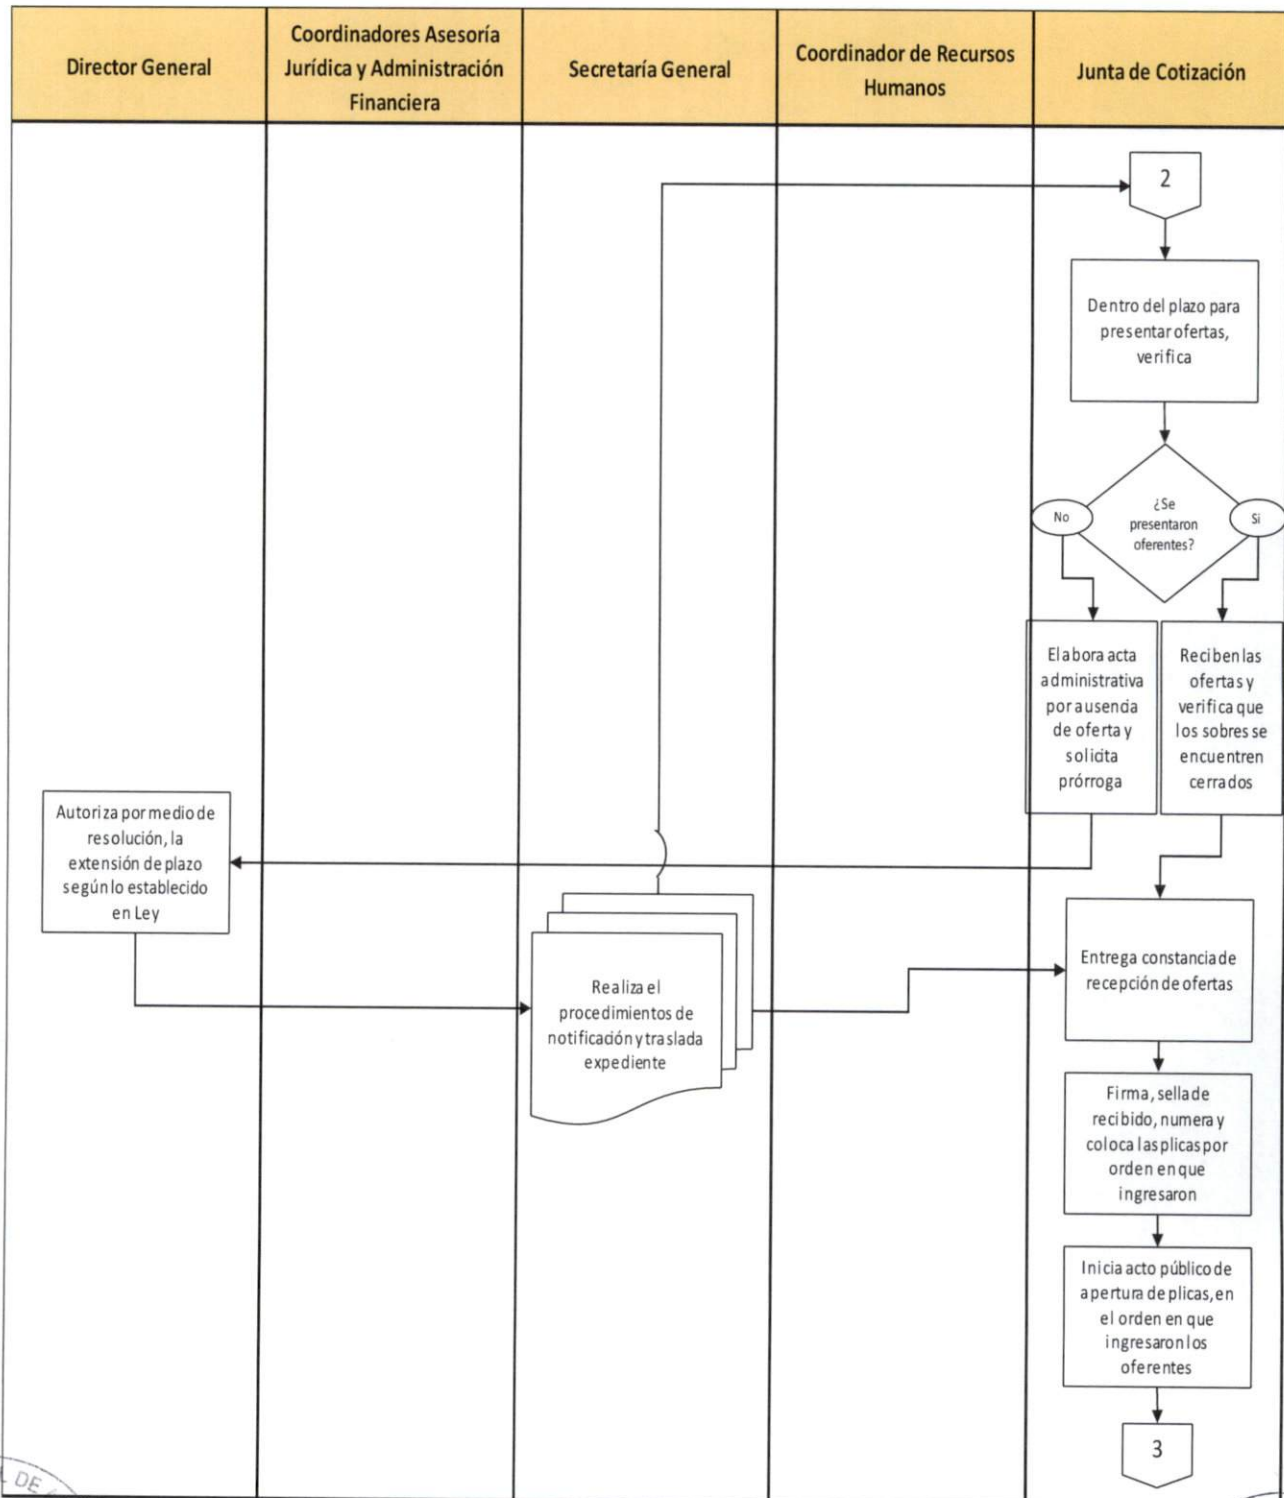 Director General
Coordinadores Asesoría
Jurídica y Administración
Financiera
Secretaría General
Coordinador de Recursos
Humanos
Junta de Cotización
2
Dentro del plazo para
presentar ofertas,
verifica
¿Se
presentaron
oferentes?
No
Si
Elabora acta
administrativa
por ausencia
de oferta y
solicita
prórroga
Reciben las
ofertas y
verifica que
los sobres se
encuentren
cerrados
Autoriza por medio de
resolución, la
extensión de plazo
según lo establecido
en Ley
Realiza el
procedimientos de
notificación y traslada
expediente
Entrega constancia de
recepción de ofertas
Firma, sella de
recibido, numera y
coloca las plicas por
orden en que
ingresaron
Inicia acto público de
apertura de plicas, en
el orden en que
ingresaron los
oferentes
3
DE